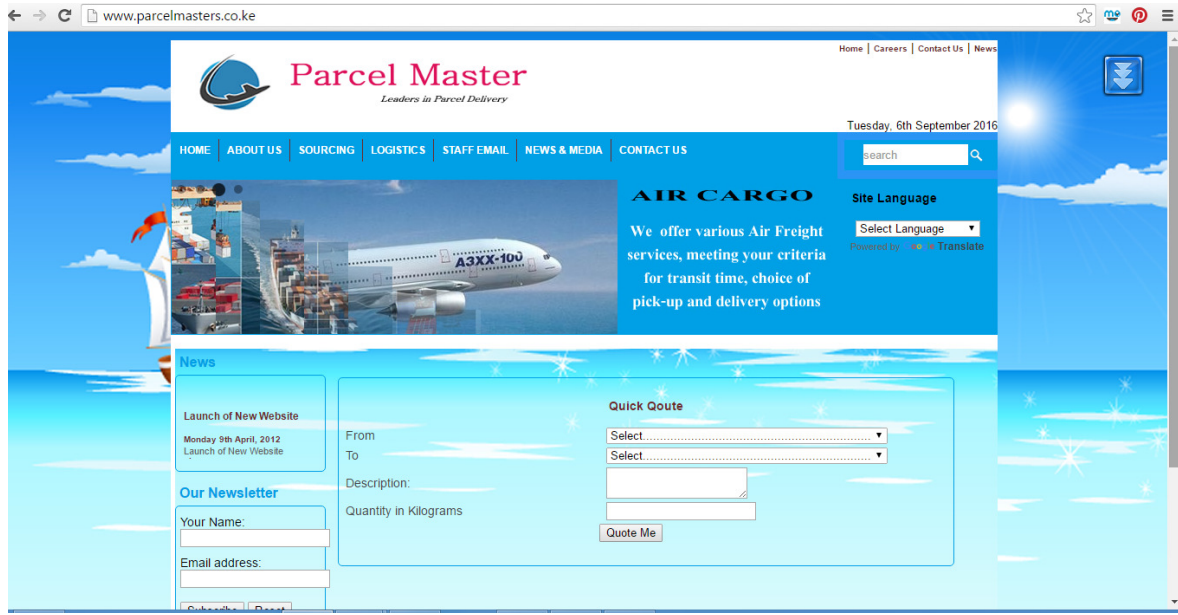 www.parcelmasters.co.ke
Home | Careers | Contact Us | News
Parcel Master
Leaders in Parcel Delivery
Tuesday, 6th September 2016
HOME ABOUT US SOURCING LOGISTICS STAFF EMAIL NEWS & MEDIA CONTACT US
search
A3XX-100
AIR CARGO
We offer various Air Freight
services, meeting your criteria
for transit time, choice of
pick-up and delivery options
Site Language
Select Language
Powered by Translate
News
Launch of New Website
Monday 9th April, 2012
Launch of New Website
Our Newsletter
Your Name:
Email address:
Subscribe Reset
Quick Qoute
From Select
To Select
Description:
Quantity in Kilograms
Quote Me